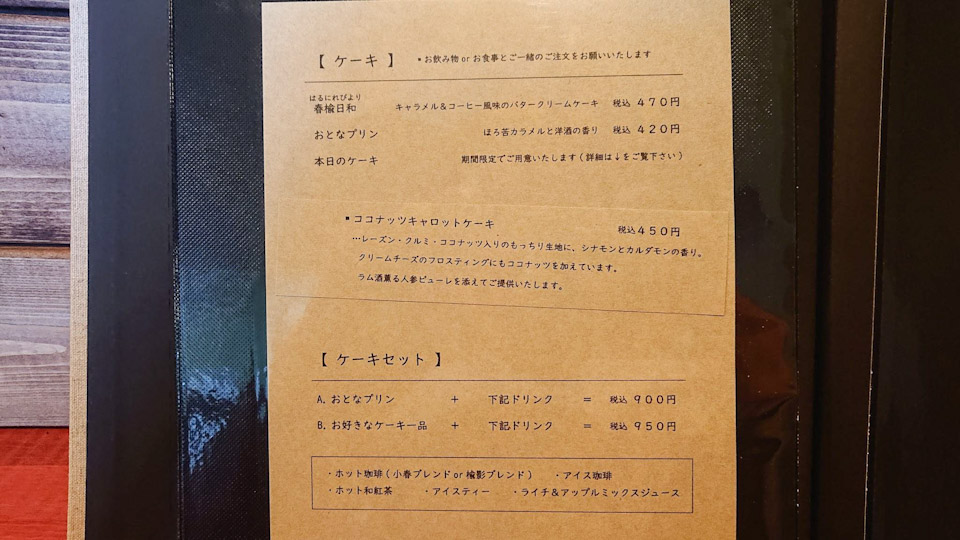 【 ケーキ 】 ▪お飲み物 or お食事とご一緒のご注文をお願いいたします
はるにれびより
春楡日和 キャラメル＆コーヒー風味のバタークリームケーキ 税込 ４７０円
おとなプリン ほろ苦カラメルと洋酒の香り 税込 ４２０円
本日のケーキ 期間限定でご用意いたします ( 詳細は↓をご覧下さい )
▪ココナッツキャロットケーキ 税込４５０円
…レーズン・クルミ・ココナッツ入りのもっちり生地に、シナモンとカルダモンの香り。
クリームチーズのフロスティングにもココナッツを加えています。
ラム酒薫る人参ピューレを添えてご提供いたします。
【 ケーキセット 】
A. おとなプリン ＋ 下記ドリンク ＝ 税込 ９００円
B. お好きなケーキ一品 ＋ 下記ドリンク ＝ 税込 ９５０円
・ホット珈琲 ( 小春ブレンド or 楡影ブレンド ) ・アイス珈琲
・ホット和紅茶 ・アイスティー ・ライチ＆アップルミックスジュース